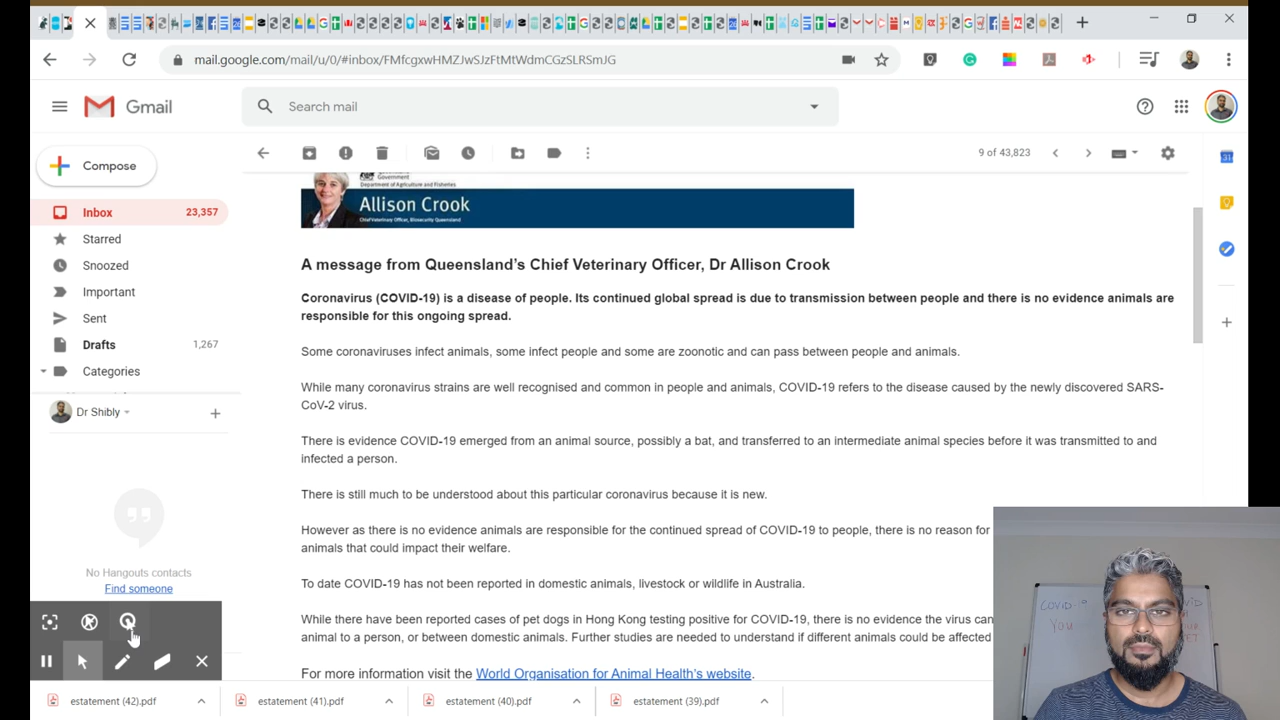 mail.google.com/mail/u/0/#inbox/FMfcgxwHMZJwSJzFtMtWdmCGzSLRSmJG
Gmail
Search mail
Compose
9 of 43,823
Inbox 23,357
Starred
Snoozed
Important
Sent
Drafts 1,267
Categories
Dr Shibly
No Hangouts contacts
Find someone
Government
Department of Agriculture and Fisheries
Allison Crook
Chief Veterinary Officer, Biosecurity Queensland
A message from Queensland’s Chief Veterinary Officer, Dr Allison Crook
Coronavirus (COVID-19) is a disease of people. Its continued global spread is due to transmission between people and there is no evidence animals are
responsible for this ongoing spread.
Some coronaviruses infect animals, some infect people and some are zoonotic and can pass between people and animals.
While many coronavirus strains are well recognised and common in people and animals, COVID-19 refers to the disease caused by the newly discovered SARS-
CoV-2 virus.
There is evidence COVID-19 emerged from an animal source, possibly a bat, and transferred to an intermediate animal species before it was transmitted to and
infected a person.
There is still much to be understood about this particular coronavirus because it is new.
However as there is no evidence animals are responsible for the continued spread of COVID-19 to people, there is no reason for
animals that could impact their welfare.
To date COVID-19 has not been reported in domestic animals, livestock or wildlife in Australia.
While there have been reported cases of pet dogs in Hong Kong testing positive for COVID-19, there is no evidence the virus can
animal to a person, or between domestic animals. Further studies are needed to understand if different animals could be affected
For more information visit the World Organisation for Animal Health's website.
COVID-19
YOU
estatement (42).pdf
estatement (41).pdf
estatement (40).pdf
estatement (39).pdf